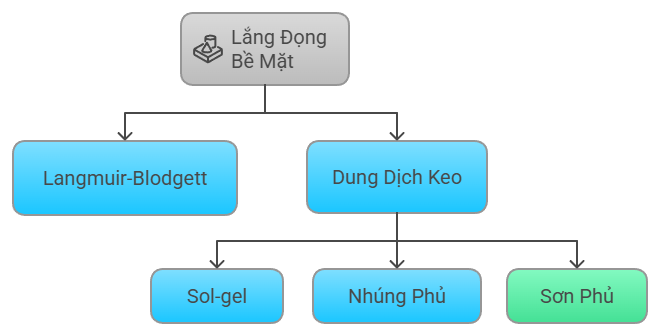 Lắng Đọng
Bề Mặt
Langmuir-Blodgett
Dung Dịch Keo
Sol-gel
Nhúng Phủ
Sơn Phủ